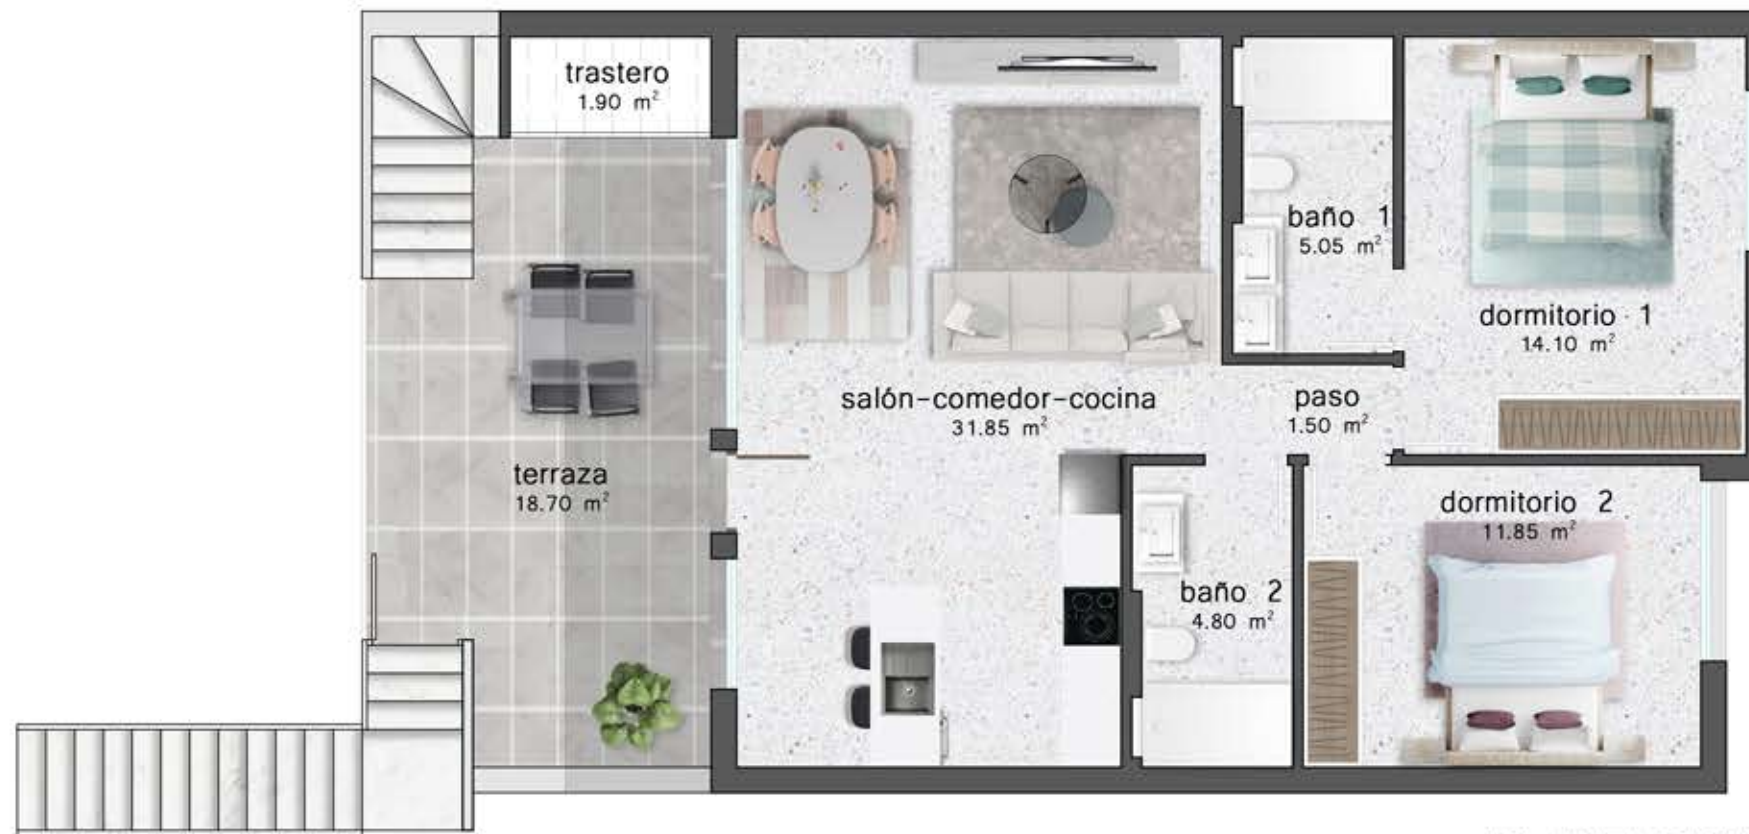 trastero
1.90 m²
baño 1
5.05 m²
dormitorio 1
14.10 m²
salón-comedor-cocina
31.85 m²
paso
1.50 m²
terraza
18.70 m²
dormitorio 2
11.85 m²
baño 2
4.80 m²